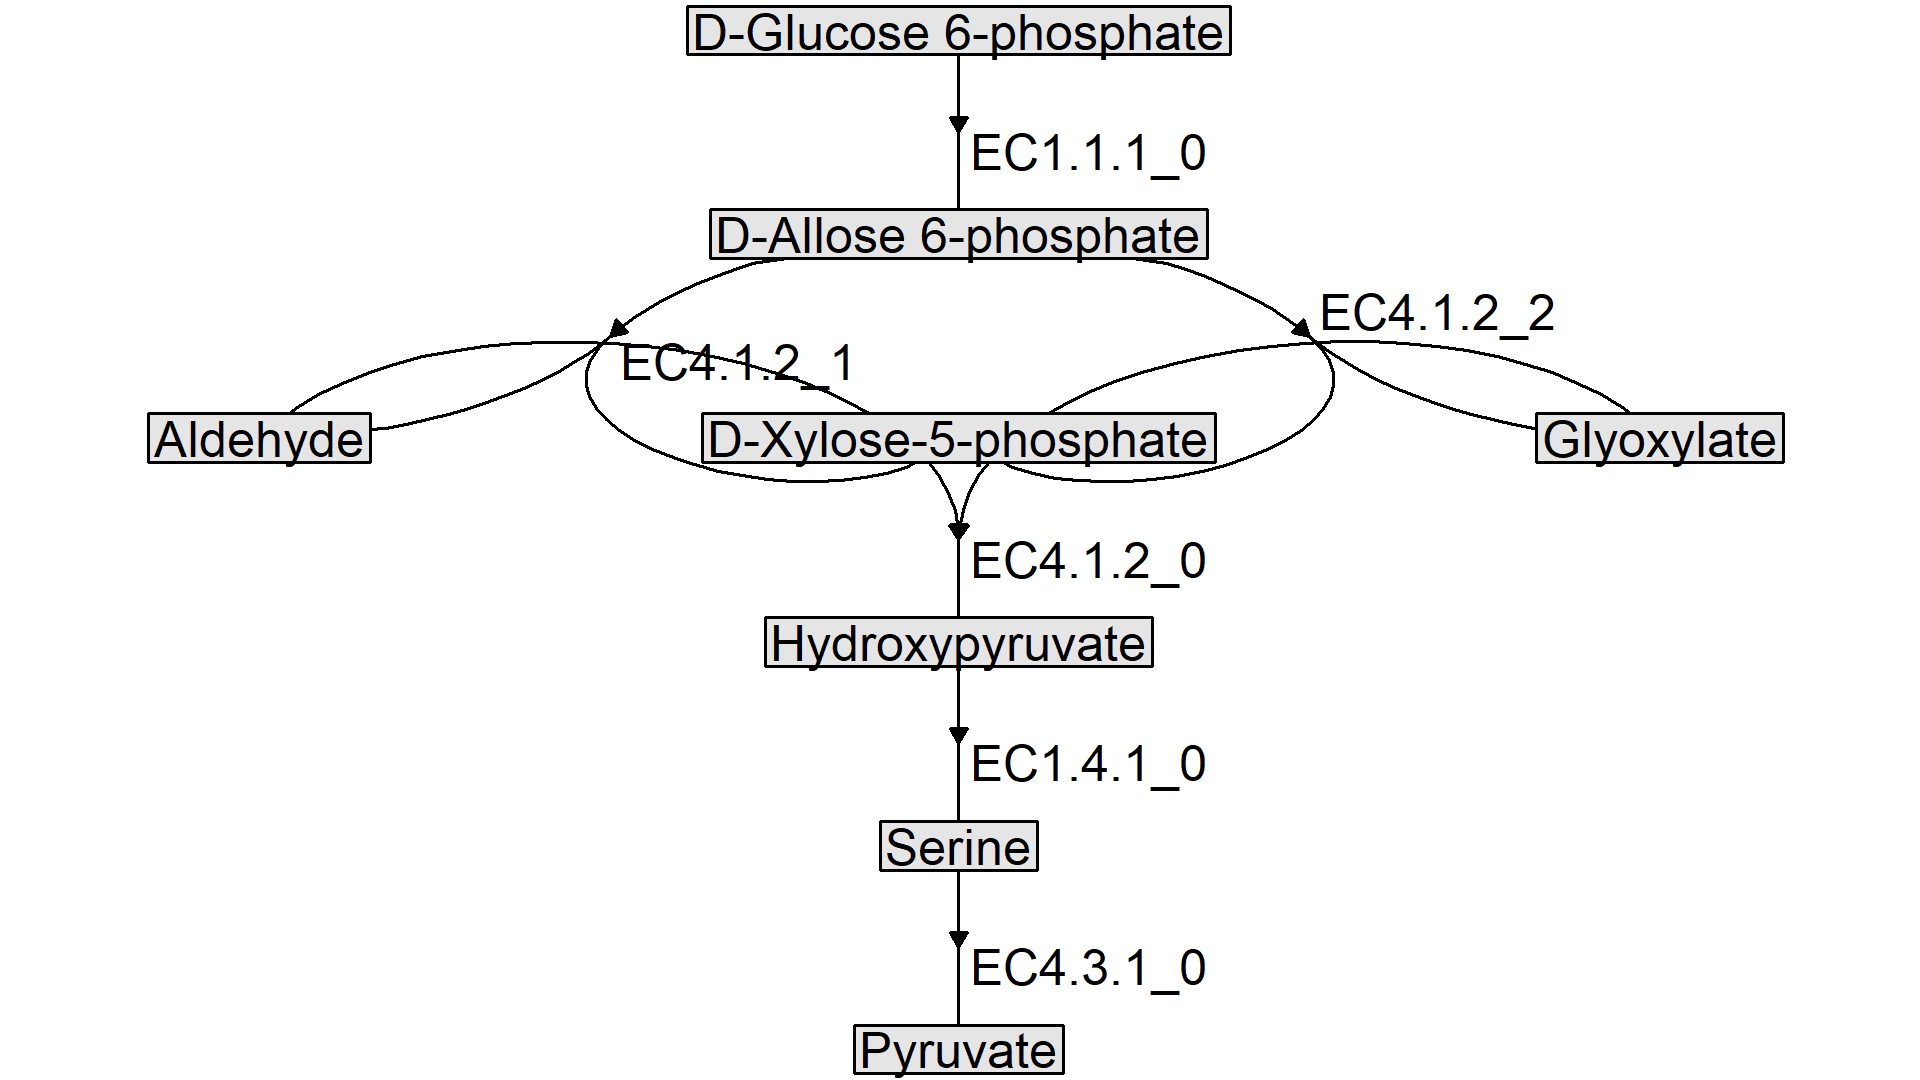 D-Glucose 6-phosphate
EC1.1.1_0
D-Allose 6-phosphate
EC4.1.2_2
EC4.1.2_1
Aldehyde
D-Xylose-5-phosphate
Glyoxylate
EC4.1.2_0
Hydroxypyruvate
EC1.4.1_0
Serine
EC4.3.1_0
Pyruvate